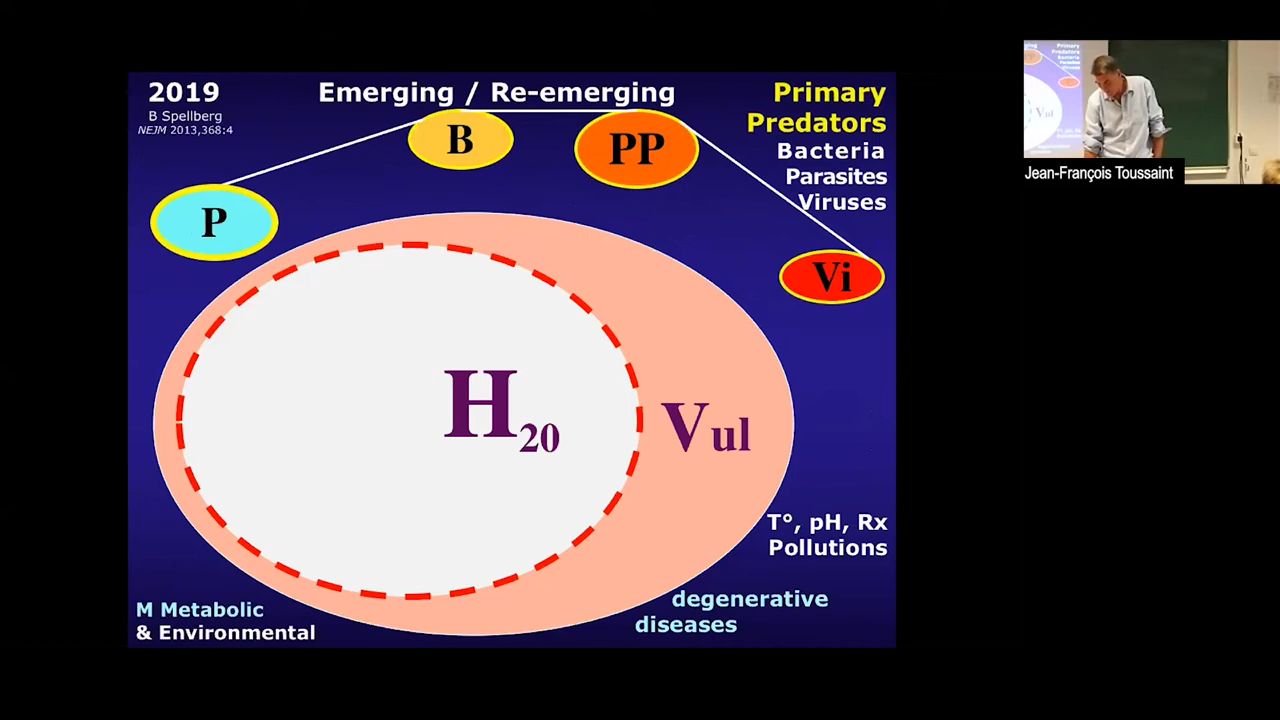 2019
B Spellberg
NEJM 2013,368:4
Emerging / Re-emerging
Primary
Predators
Bacteria
Parasites
Viruses
P
B
PP
Vi
H20
Vul
T°, pH, Rx
Pollutions
degenerative
diseases
M Metabolic
& Environmental
Jean-François Toussaint